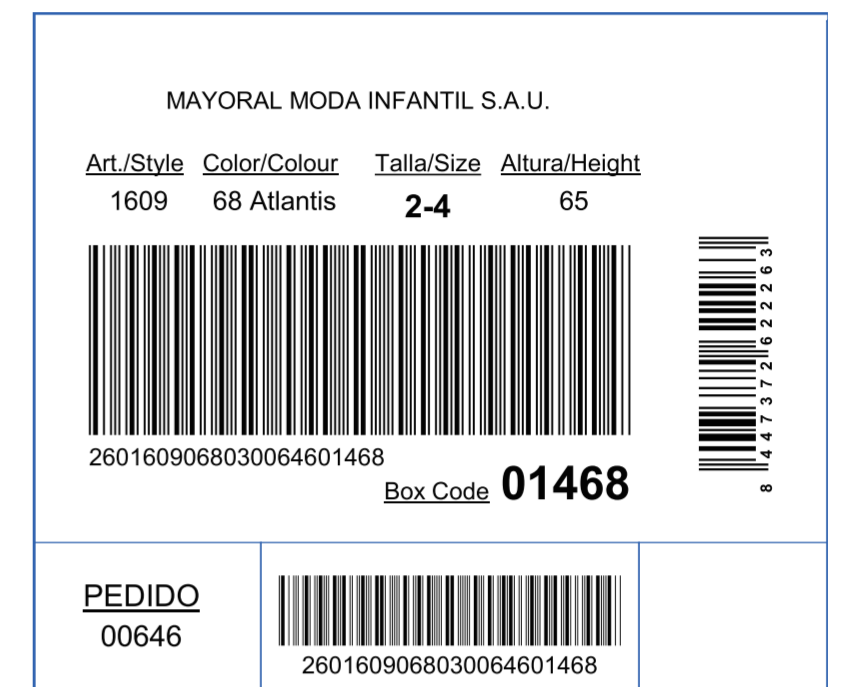 MAYORAL MODA INFANTIL S.A.U.
Art./Style Color/Colour Talla/Size Altura/Height
1609 68 Atlantis 2-4 65
2601609068030064601468
Box Code 01468
8447372622263
PEDIDO
00646
2601609068030064601468